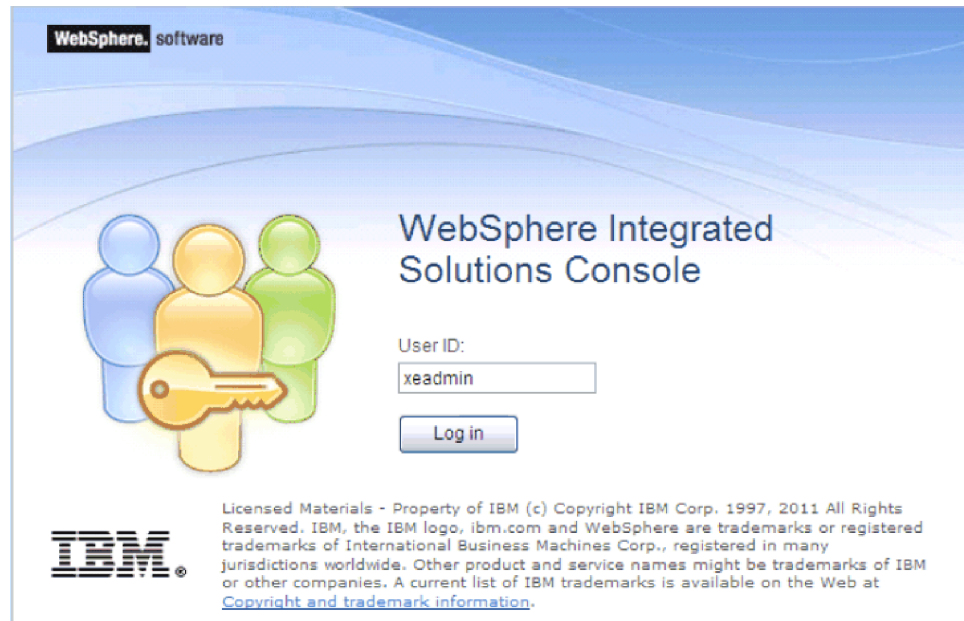 WebSphere. software
WebSphere Integrated
Solutions Console
User ID:
xeadmin
Log in
Licensed Materials - Property of IBM (c) Copyright IBM Corp. 1997, 2011 All Rights
Reserved. IBM, the IBM logo, ibm.com and WebSphere are trademarks or registered
trademarks of International Business Machines Corp., registered in many
jurisdictions worldwide. Other product and service names might be trademarks of IBM
or other companies. A current list of IBM trademarks is available on the Web at
Copyright and trademark information.
IBM®